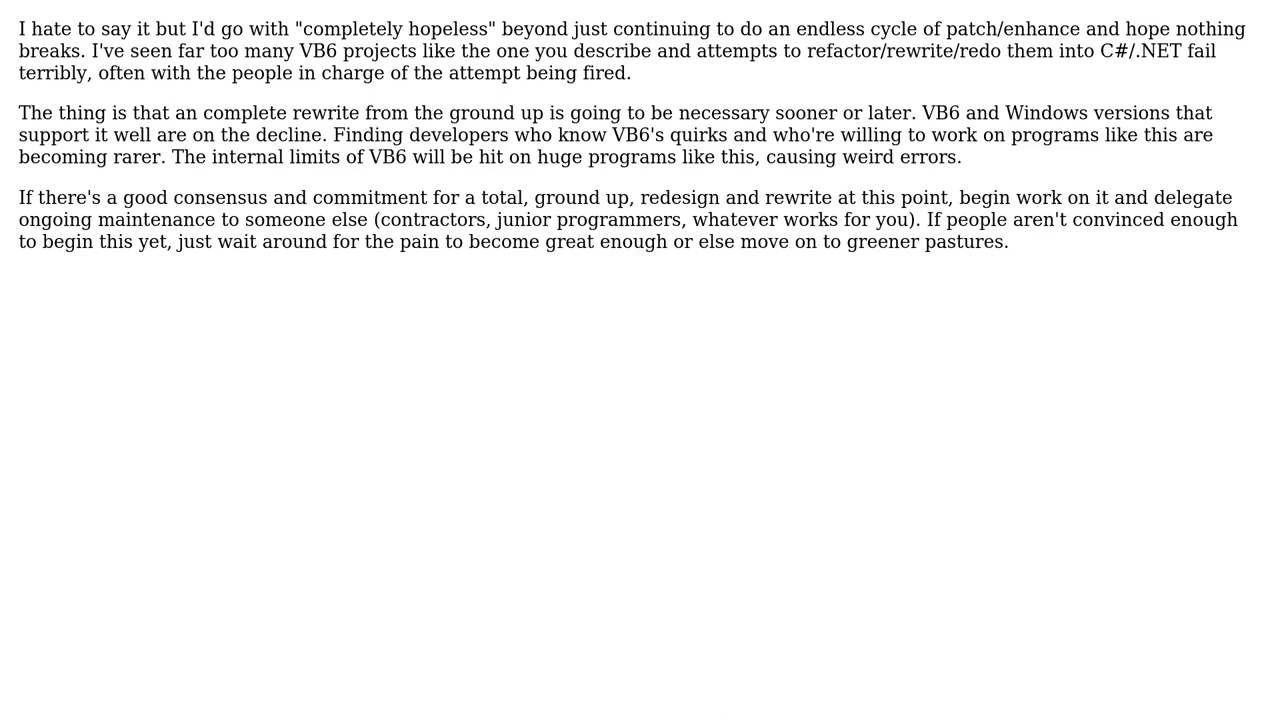 I hate to say it but I'd go with "completely hopeless" beyond just continuing to do an endless cycle of patch/enhance and hope nothing
breaks. I've seen far too many VB6 projects like the one you describe and attempts to refactor/rewrite/redo them into C#/.NET fail
terribly, often with the people in charge of the attempt being fired.
The thing is that an complete rewrite from the ground up is going to be necessary sooner or later. VB6 and Windows versions that
support it well are on the decline. Finding developers who know VB6's quirks and who're willing to work on programs like this are
becoming rarer. The internal limits of VB6 will be hit on huge programs like this, causing weird errors.
If there's a good consensus and commitment for a total, ground up, redesign and rewrite at this point, begin work on it and delegate
ongoing maintenance to someone else (contractors, junior programmers, whatever works for you). If people aren't convinced enough
to begin this yet, just wait around for the pain to become great enough or else move on to greener pastures.